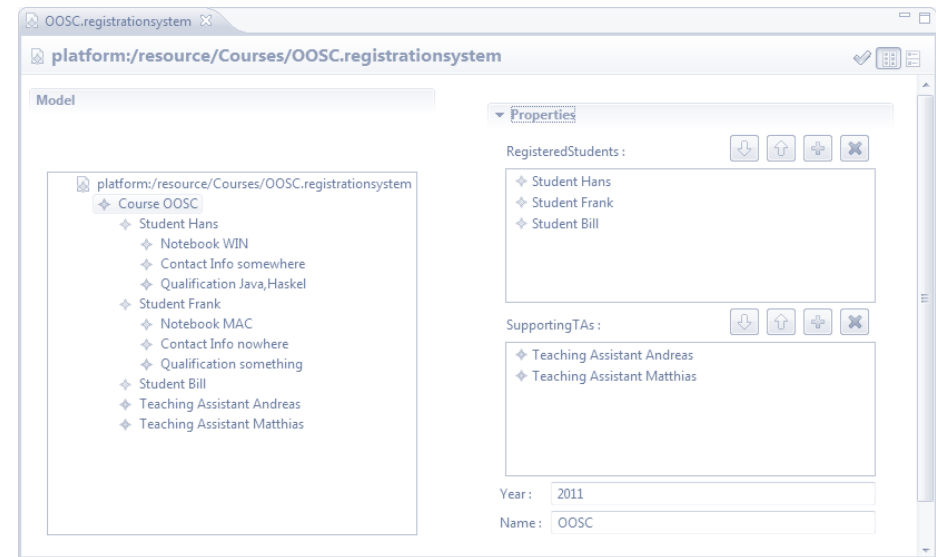 OOSC.registrationsystem
platform:/resource/Courses/OOSC.registrationsystem
Model
platform:/resource/Courses/OOSC.registrationsystem
Course OOSC
Student Hans
Notebook WIN
Contact Info somewhere
Qualification Java,Haskel
Student Frank
Notebook MAC
Contact Info nowhere
Qualification something
Student Bill
Teaching Assistant Andreas
Teaching Assistant Matthias
Properties
RegisteredStudents :
Student Hans
Student Frank
Student Bill
SupportingTAs :
Teaching Assistant Andreas
Teaching Assistant Matthias
Year : 2011
Name : OOSC